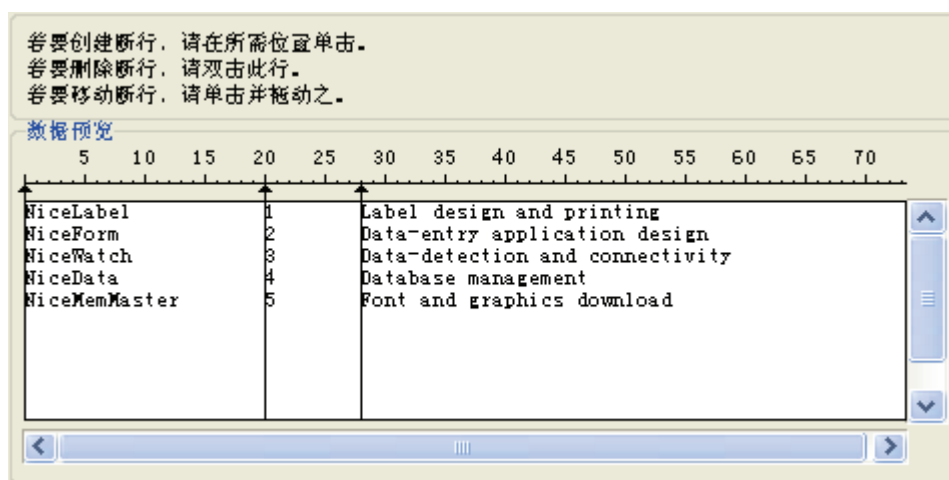 若要创建断行，请在所需位置单击。
若要删除断行，请双击此行。
若要移动断行，请单击并拖动之。
数据预览
5 10 15 20 25 30 35 40 45 50 55 60 65 70
NiceLabel 1 Label design and printing
NiceForm 2 Data-entry application design
NiceWatch 3 Data-detection and connectivity
NiceData 4 Database management
NiceMemMaster 5 Font and graphics download